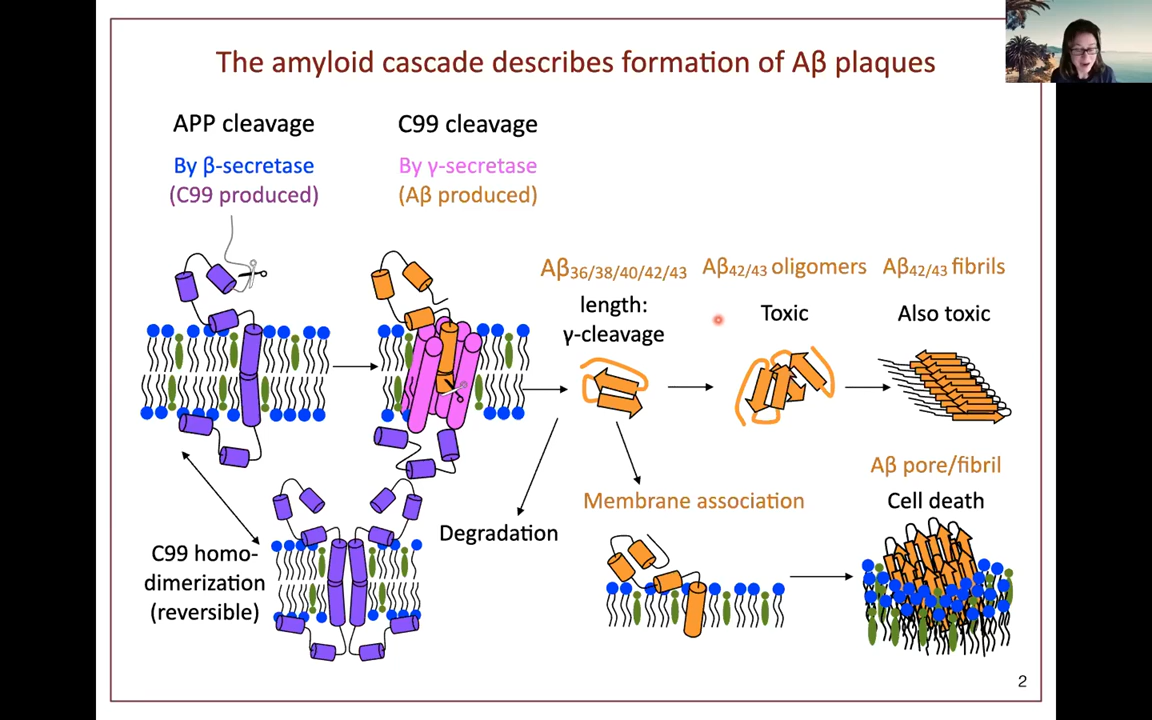 The amyloid cascade describes formation of Aβ plaques
APP cleavage
By β-secretase
(C99 produced)
C99 cleavage
By γ-secretase
(Aβ produced)
Aβ36/38/40/42/43
length:
γ-cleavage
Aβ42/43 oligomers
Toxic
Aβ42/43 fibrils
Also toxic
C99 homo-
dimerization
(reversible)
Degradation
Membrane association
Aβ pore/fibril
Cell death
2